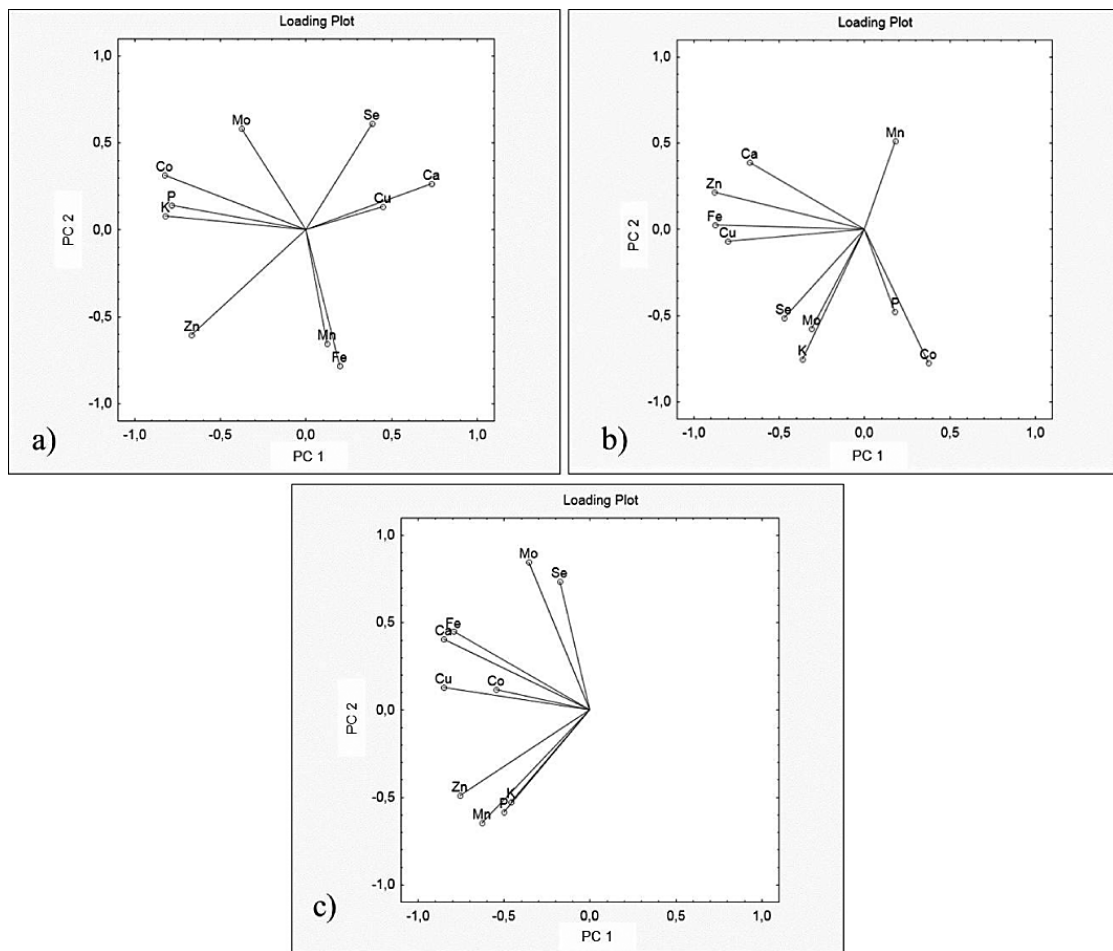 Loading Plot
1,0
0,5
0,0
-0,5
-1,0
PC 2
Mo
Se
Co
Ca
P
Cu
K
Zn
Mn
Fe
-1,0 -0,5 0,0 0,5 1,0
PC 1
a)
Loading Plot
1,0
0,5
0,0
-0,5
-1,0
PC 2
Mn
Ca
Zn
Fe
Cu
Se
P
Mo
K
Co
-1,0 -0,5 0,0 0,5 1,0
PC 1
b)
Loading Plot
1,0
0,5
0,0
-0,5
-1,0
PC 2
Mo
Se
Fe
Ca
Cu
Co
Zn
K
P
Mn
-1,0 -0,5 0,0 0,5 1,0
PC 1
c)